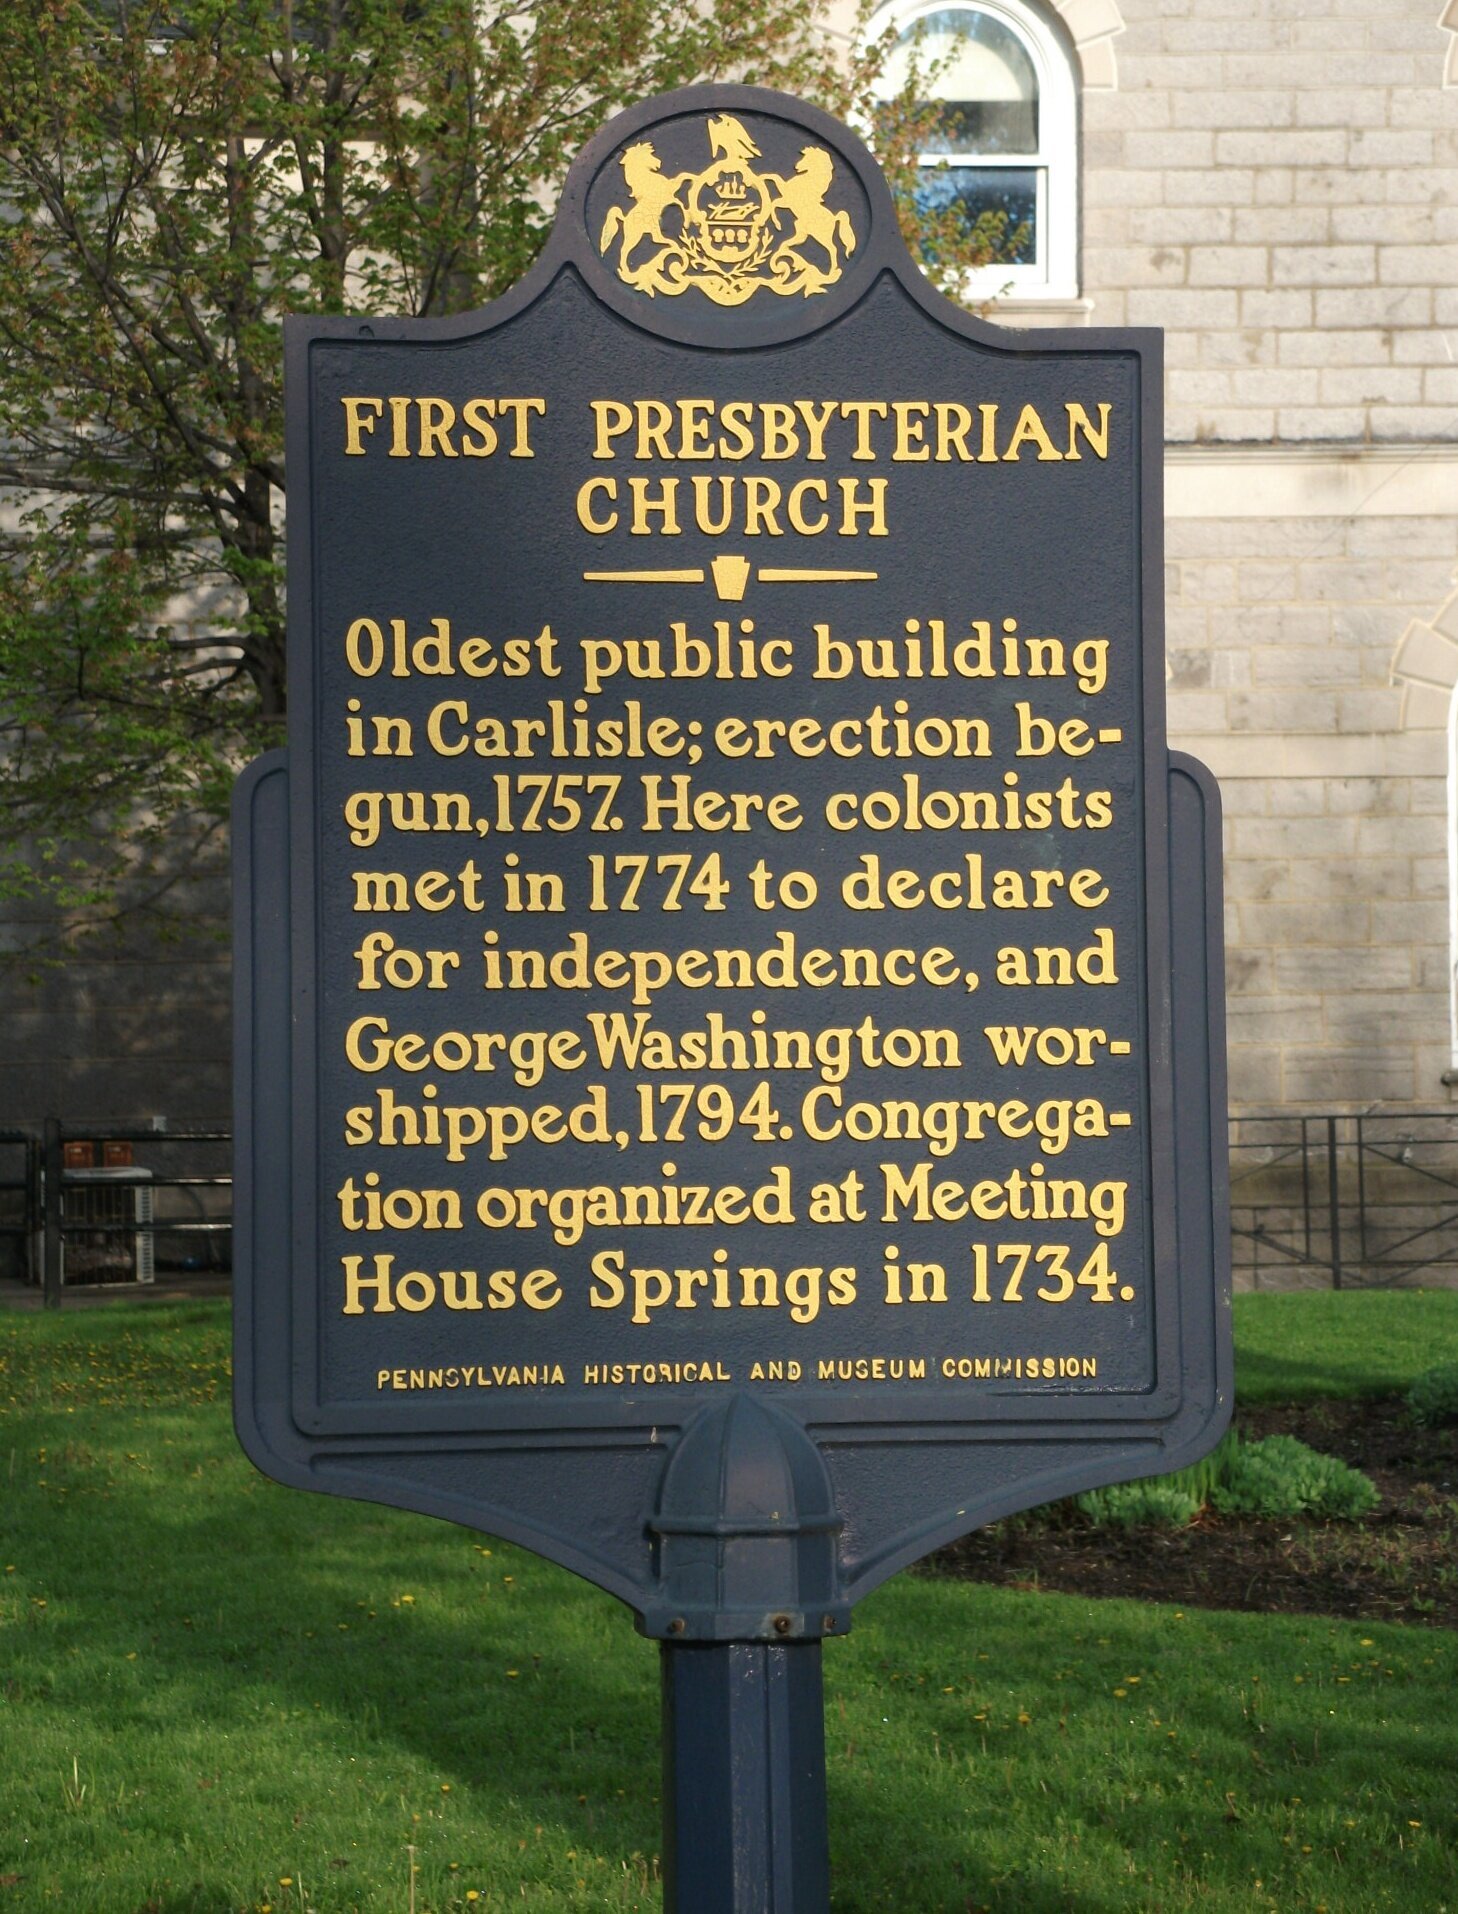 FIRST PRESBYTERIAN
CHURCH
Oldest public building
in Carlisle; erection be-
gun, 1757. Here colonists
met in 1774 to declare
for independence, and
George Washington wor-
shipped, 1794. Congrega-
tion organized at Meeting
House Springs in 1734.
PENNSYLVANIA HISTORICAL AND MUSEUM COMMISSION